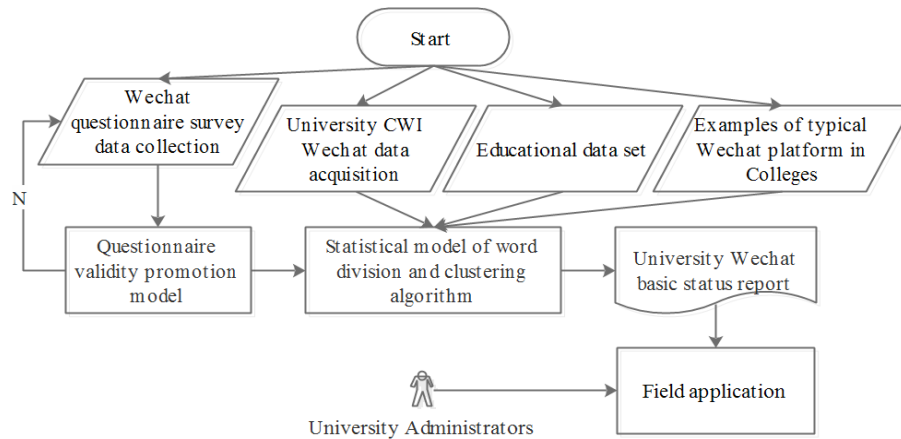 Start
Wechat
questionnaire survey
data collection
University CWI
Wechat data
acquisition
Educational data set
Examples of typical
Wechat platform in
Colleges
N
Questionnaire
validity promotion
model
Statistical model of word
division and clustering
algorithm
University Wechat
basic status report
Field application
University Administrators